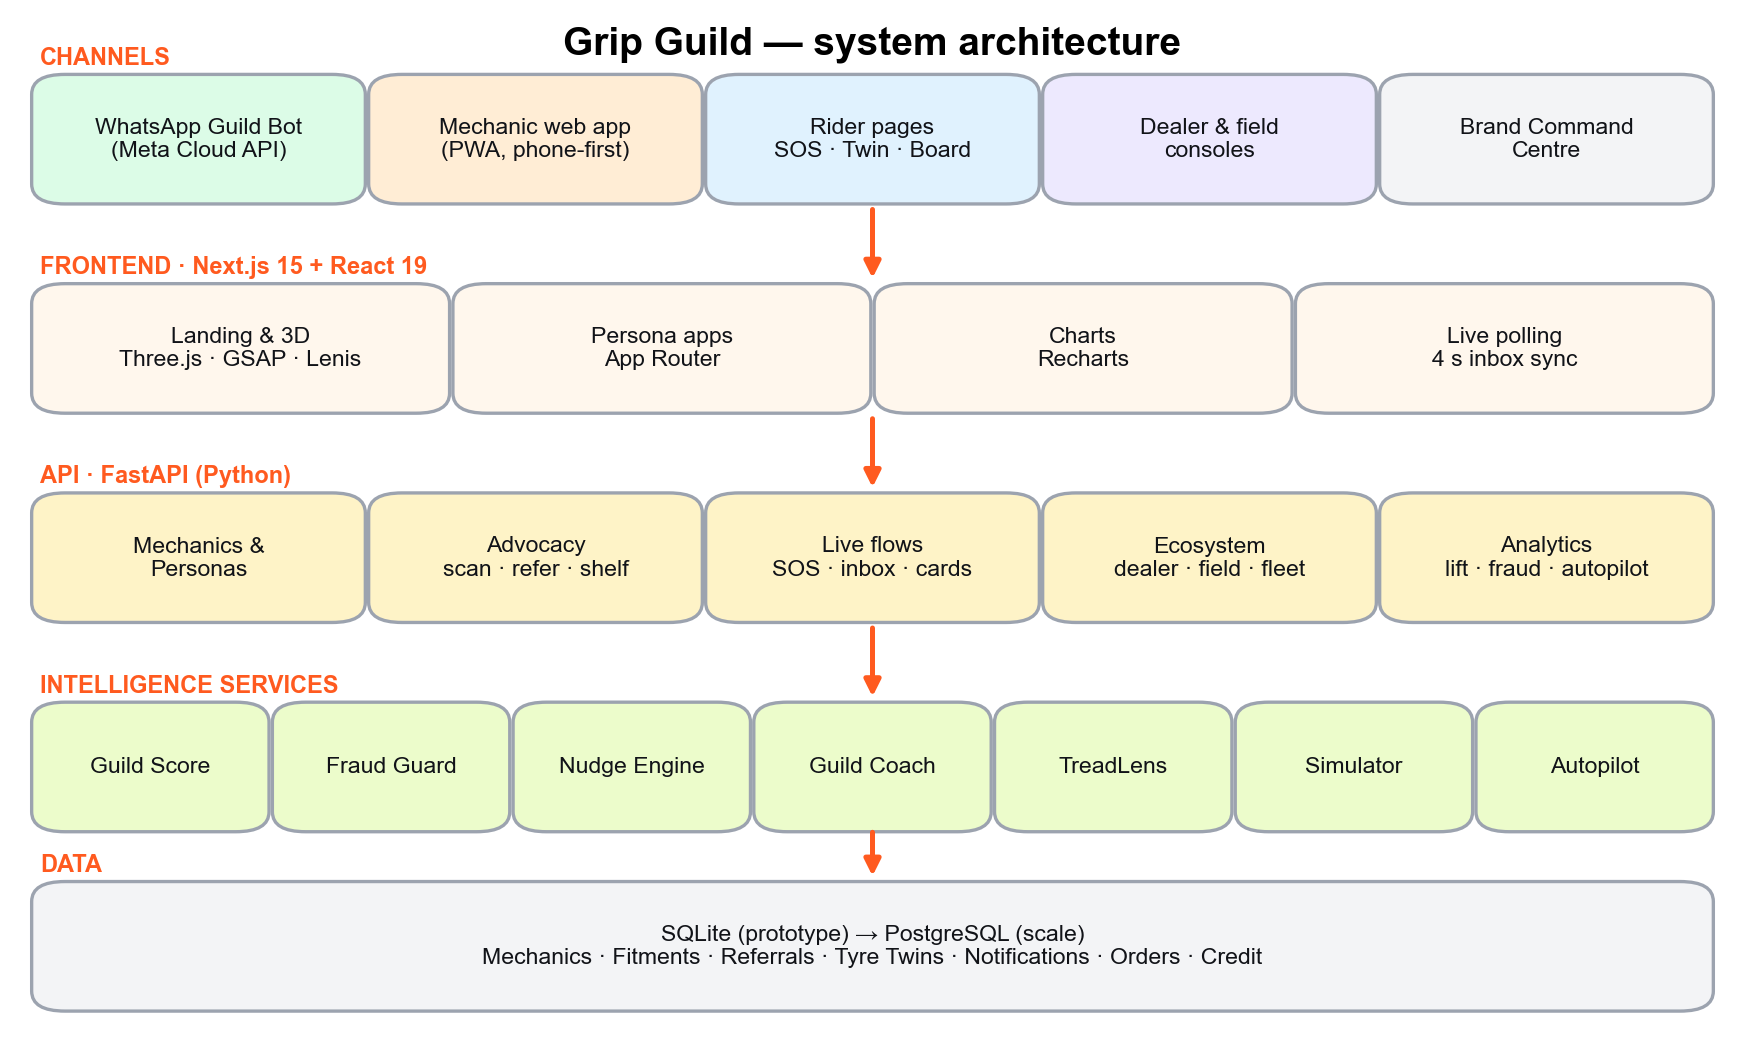 Grip Guild — system architecture
CHANNELS
WhatsApp Guild Bot
(Meta Cloud API)
Mechanic web app
(PWA, phone-first)
Rider pages
SOS · Twin · Board
Dealer & field
consoles
Brand Command
Centre
FRONTEND · Next.js 15 + React 19
Landing & 3D
Three.js · GSAP · Lenis
Persona apps
App Router
Charts
Recharts
Live polling
4 s inbox sync
API · FastAPI (Python)
Mechanics &
Personas
Advocacy
scan · refer · shelf
Live flows
SOS · inbox · cards
Ecosystem
dealer · field · fleet
Analytics
lift · fraud · autopilot
INTELLIGENCE SERVICES
Guild Score
Fraud Guard
Nudge Engine
Guild Coach
TreadLens
Simulator
Autopilot
DATA
SQLite (prototype) → PostgreSQL (scale)
Mechanics · Fitments · Referrals · Tyre Twins · Notifications · Orders · Credit